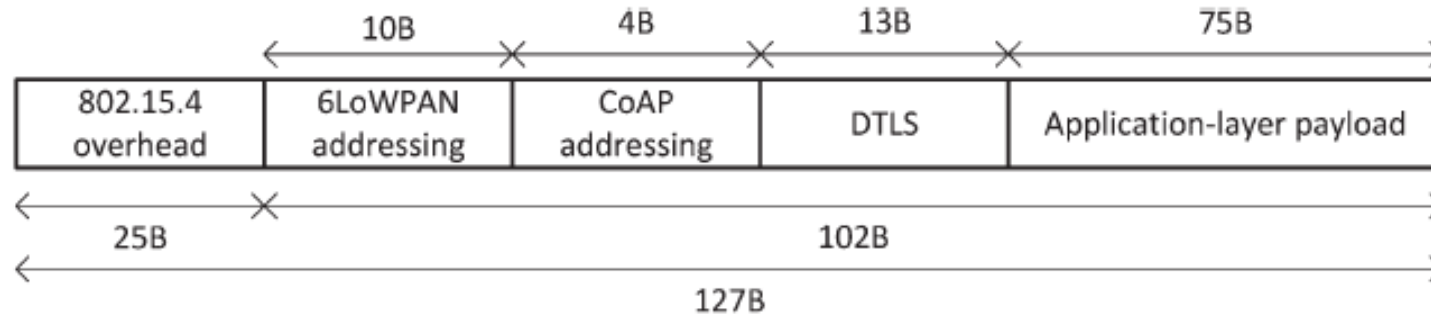 10B 4B 13B 75B
802.15.4 6LoWPAN CoAP DTLS Application-layer payload
overhead addressing addressing
25B 102B
127B